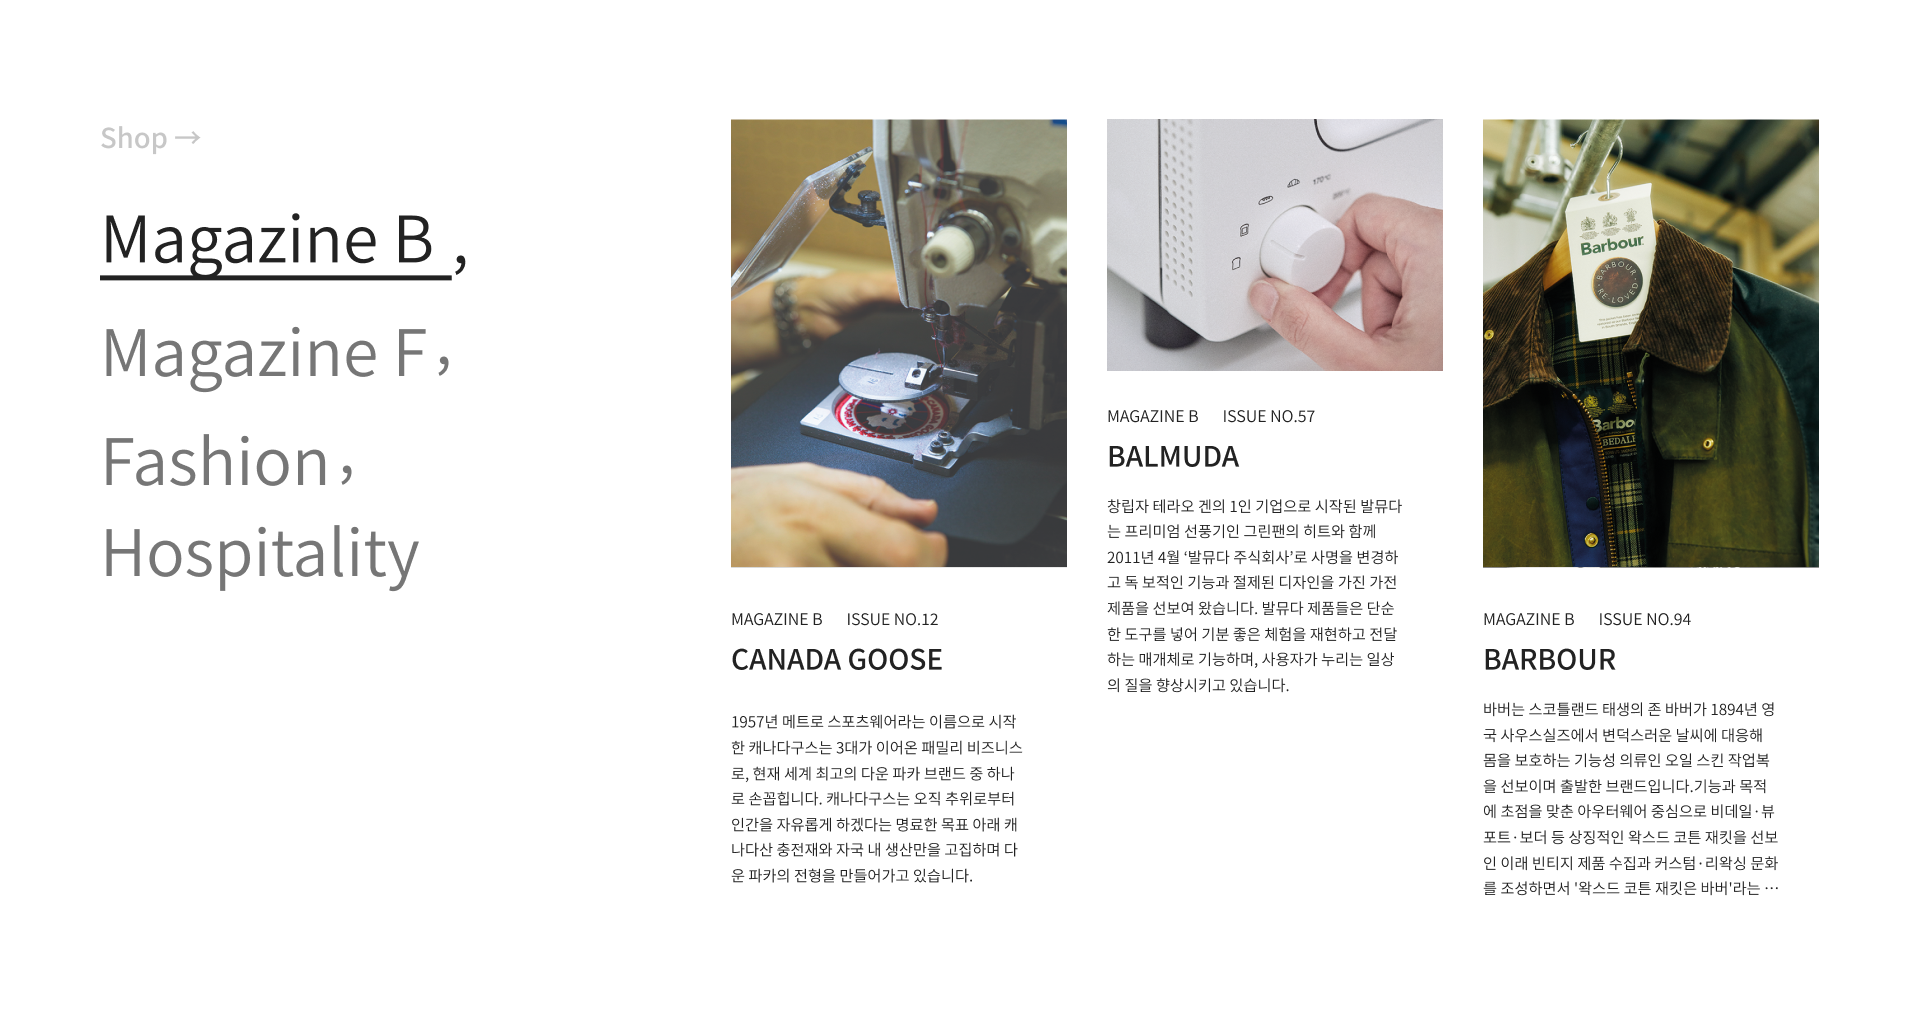 Shop →
Magazine B ,
Magazine F ,
Fashion ,
Hospitality
MAGAZINE B ISSUE NO.12
CANADA GOOSE
1957년 메트로 스포츠웨어라는 이름으로 시작
한 캐나다구스는 3대가 이어온 패밀리 비즈니스
로, 현재 세계 최고의 다운 파카 브랜드 중 하나
로 손꼽힙니다. 캐나다구스는 오직 추위로부터
인간을 자유롭게 하겠다는 명료한 목표 아래 캐
나다산 충전재와 자국 내 생산만을 고집하며 다
운 파카의 전형을 만들어가고 있습니다.
170°C
MAGAZINE B ISSUE NO.57
BALMUDA
창립자 테라오 겐의 1인 기업으로 시작된 발뮤다
는 프리미엄 선풍기인 그린팬의 히트와 함께
2011년 4월 ‘발뮤다 주식회사’로 사명을 변경하
고 독 보적인 기능과 절제된 디자인을 가진 가전
제품을 선보여 왔습니다. 발뮤다 제품들은 단순
한 도구를 넣어 기분 좋은 체험을 재현하고 전달
하는 매개체로 기능하며, 사용자가 누리는 일상
의 질을 향상시키고 있습니다.
Barbour
BARBOUR
RE-LOVED
Barbo
BEDALE
MAGAZINE B ISSUE NO.94
BARBOUR
바버는 스코틀랜드 태생의 존 바버가 1894년 영
국 사우스실즈에서 변덕스러운 날씨에 대응해
몸을 보호하는 기능성 의류인 오일 스킨 작업복
을 선보이며 출발한 브랜드입니다.기능과 목적
에 초점을 맞춘 아우터웨어 중심으로 비데일·뷰
포트·보더 등 상징적인 왁스드 코튼 재킷을 선보
인 이래 빈티지 제품 수집과 커스텀·리왁싱 문화
를 조성하면서 '왁스드 코튼 재킷은 바버'라는 …